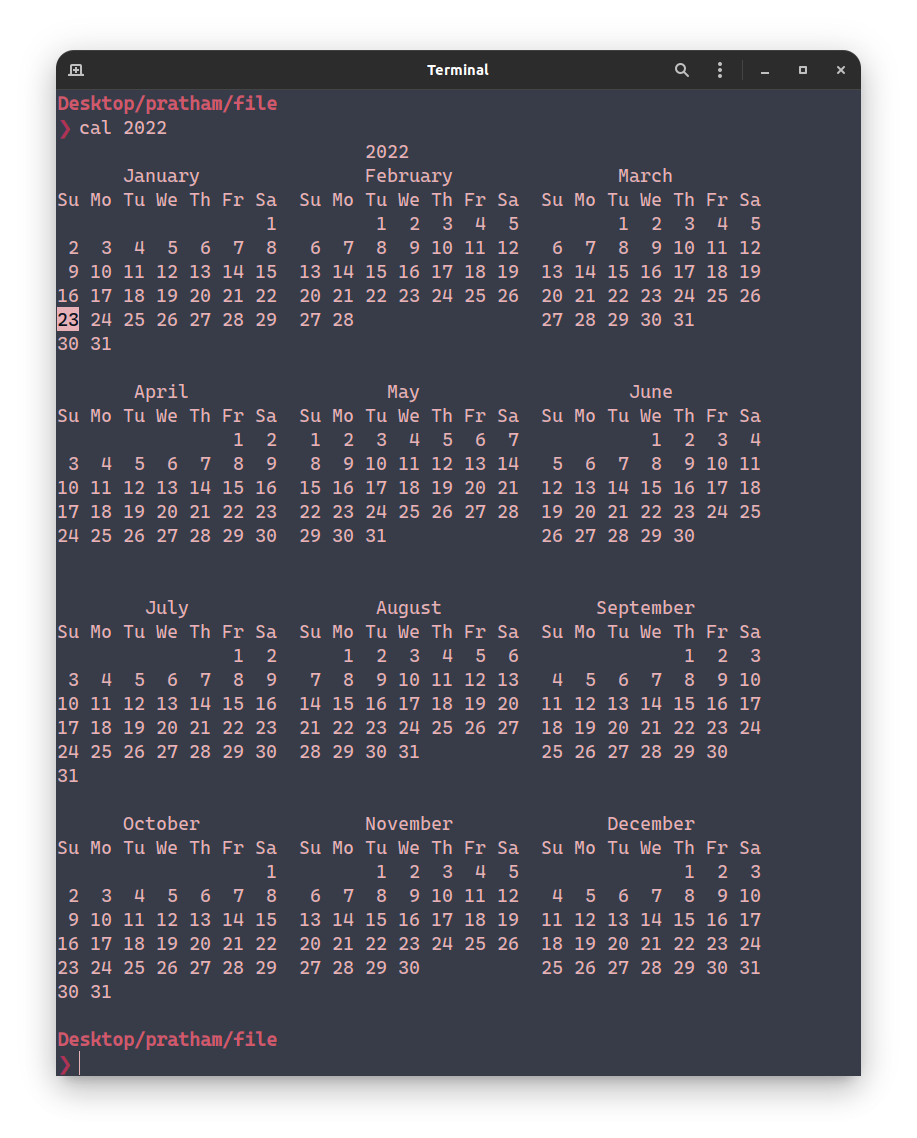 Terminal
Desktop/pratham/file
❯ cal 2022
                            2022
      January               February               March
Su Mo Tu We Th Fr Sa  Su Mo Tu We Th Fr Sa  Su Mo Tu We Th Fr Sa
                   1         1  2  3  4  5         1  2  3  4  5
 2  3  4  5  6  7  8   6  7  8  9 10 11 12   6  7  8  9 10 11 12
 9 10 11 12 13 14 15  13 14 15 16 17 18 19  13 14 15 16 17 18 19
16 17 18 19 20 21 22  20 21 22 23 24 25 26  20 21 22 23 24 25 26
23 24 25 26 27 28 29  27 28                 27 28 29 30 31
30 31
       April                  May                   June
Su Mo Tu We Th Fr Sa  Su Mo Tu We Th Fr Sa  Su Mo Tu We Th Fr Sa
                1  2   1  2  3  4  5  6  7            1  2  3  4
 3  4  5  6  7  8  9   8  9 10 11 12 13 14   5  6  7  8  9 10 11
10 11 12 13 14 15 16  15 16 17 18 19 20 21  12 13 14 15 16 17 18
17 18 19 20 21 22 23  22 23 24 25 26 27 28  19 20 21 22 23 24 25
24 25 26 27 28 29 30  29 30 31              26 27 28 29 30
        July                 August              September
Su Mo Tu We Th Fr Sa  Su Mo Tu We Th Fr Sa  Su Mo Tu We Th Fr Sa
                1  2      1  2  3  4  5  6               1  2  3
 3  4  5  6  7  8  9   7  8  9 10 11 12 13   4  5  6  7  8  9 10
10 11 12 13 14 15 16  14 15 16 17 18 19 20  11 12 13 14 15 16 17
17 18 19 20 21 22 23  21 22 23 24 25 26 27  18 19 20 21 22 23 24
24 25 26 27 28 29 30  28 29 30 31           25 26 27 28 29 30
31
      October               November              December
Su Mo Tu We Th Fr Sa  Su Mo Tu We Th Fr Sa  Su Mo Tu We Th Fr Sa
                   1         1  2  3  4  5               1  2  3
 2  3  4  5  6  7  8   6  7  8  9 10 11 12   4  5  6  7  8  9 10
 9 10 11 12 13 14 15  13 14 15 16 17 18 19  11 12 13 14 15 16 17
16 17 18 19 20 21 22  20 21 22 23 24 25 26  18 19 20 21 22 23 24
23 24 25 26 27 28 29  27 28 29 30           25 26 27 28 29 30 31
30 31
Desktop/pratham/file
❯